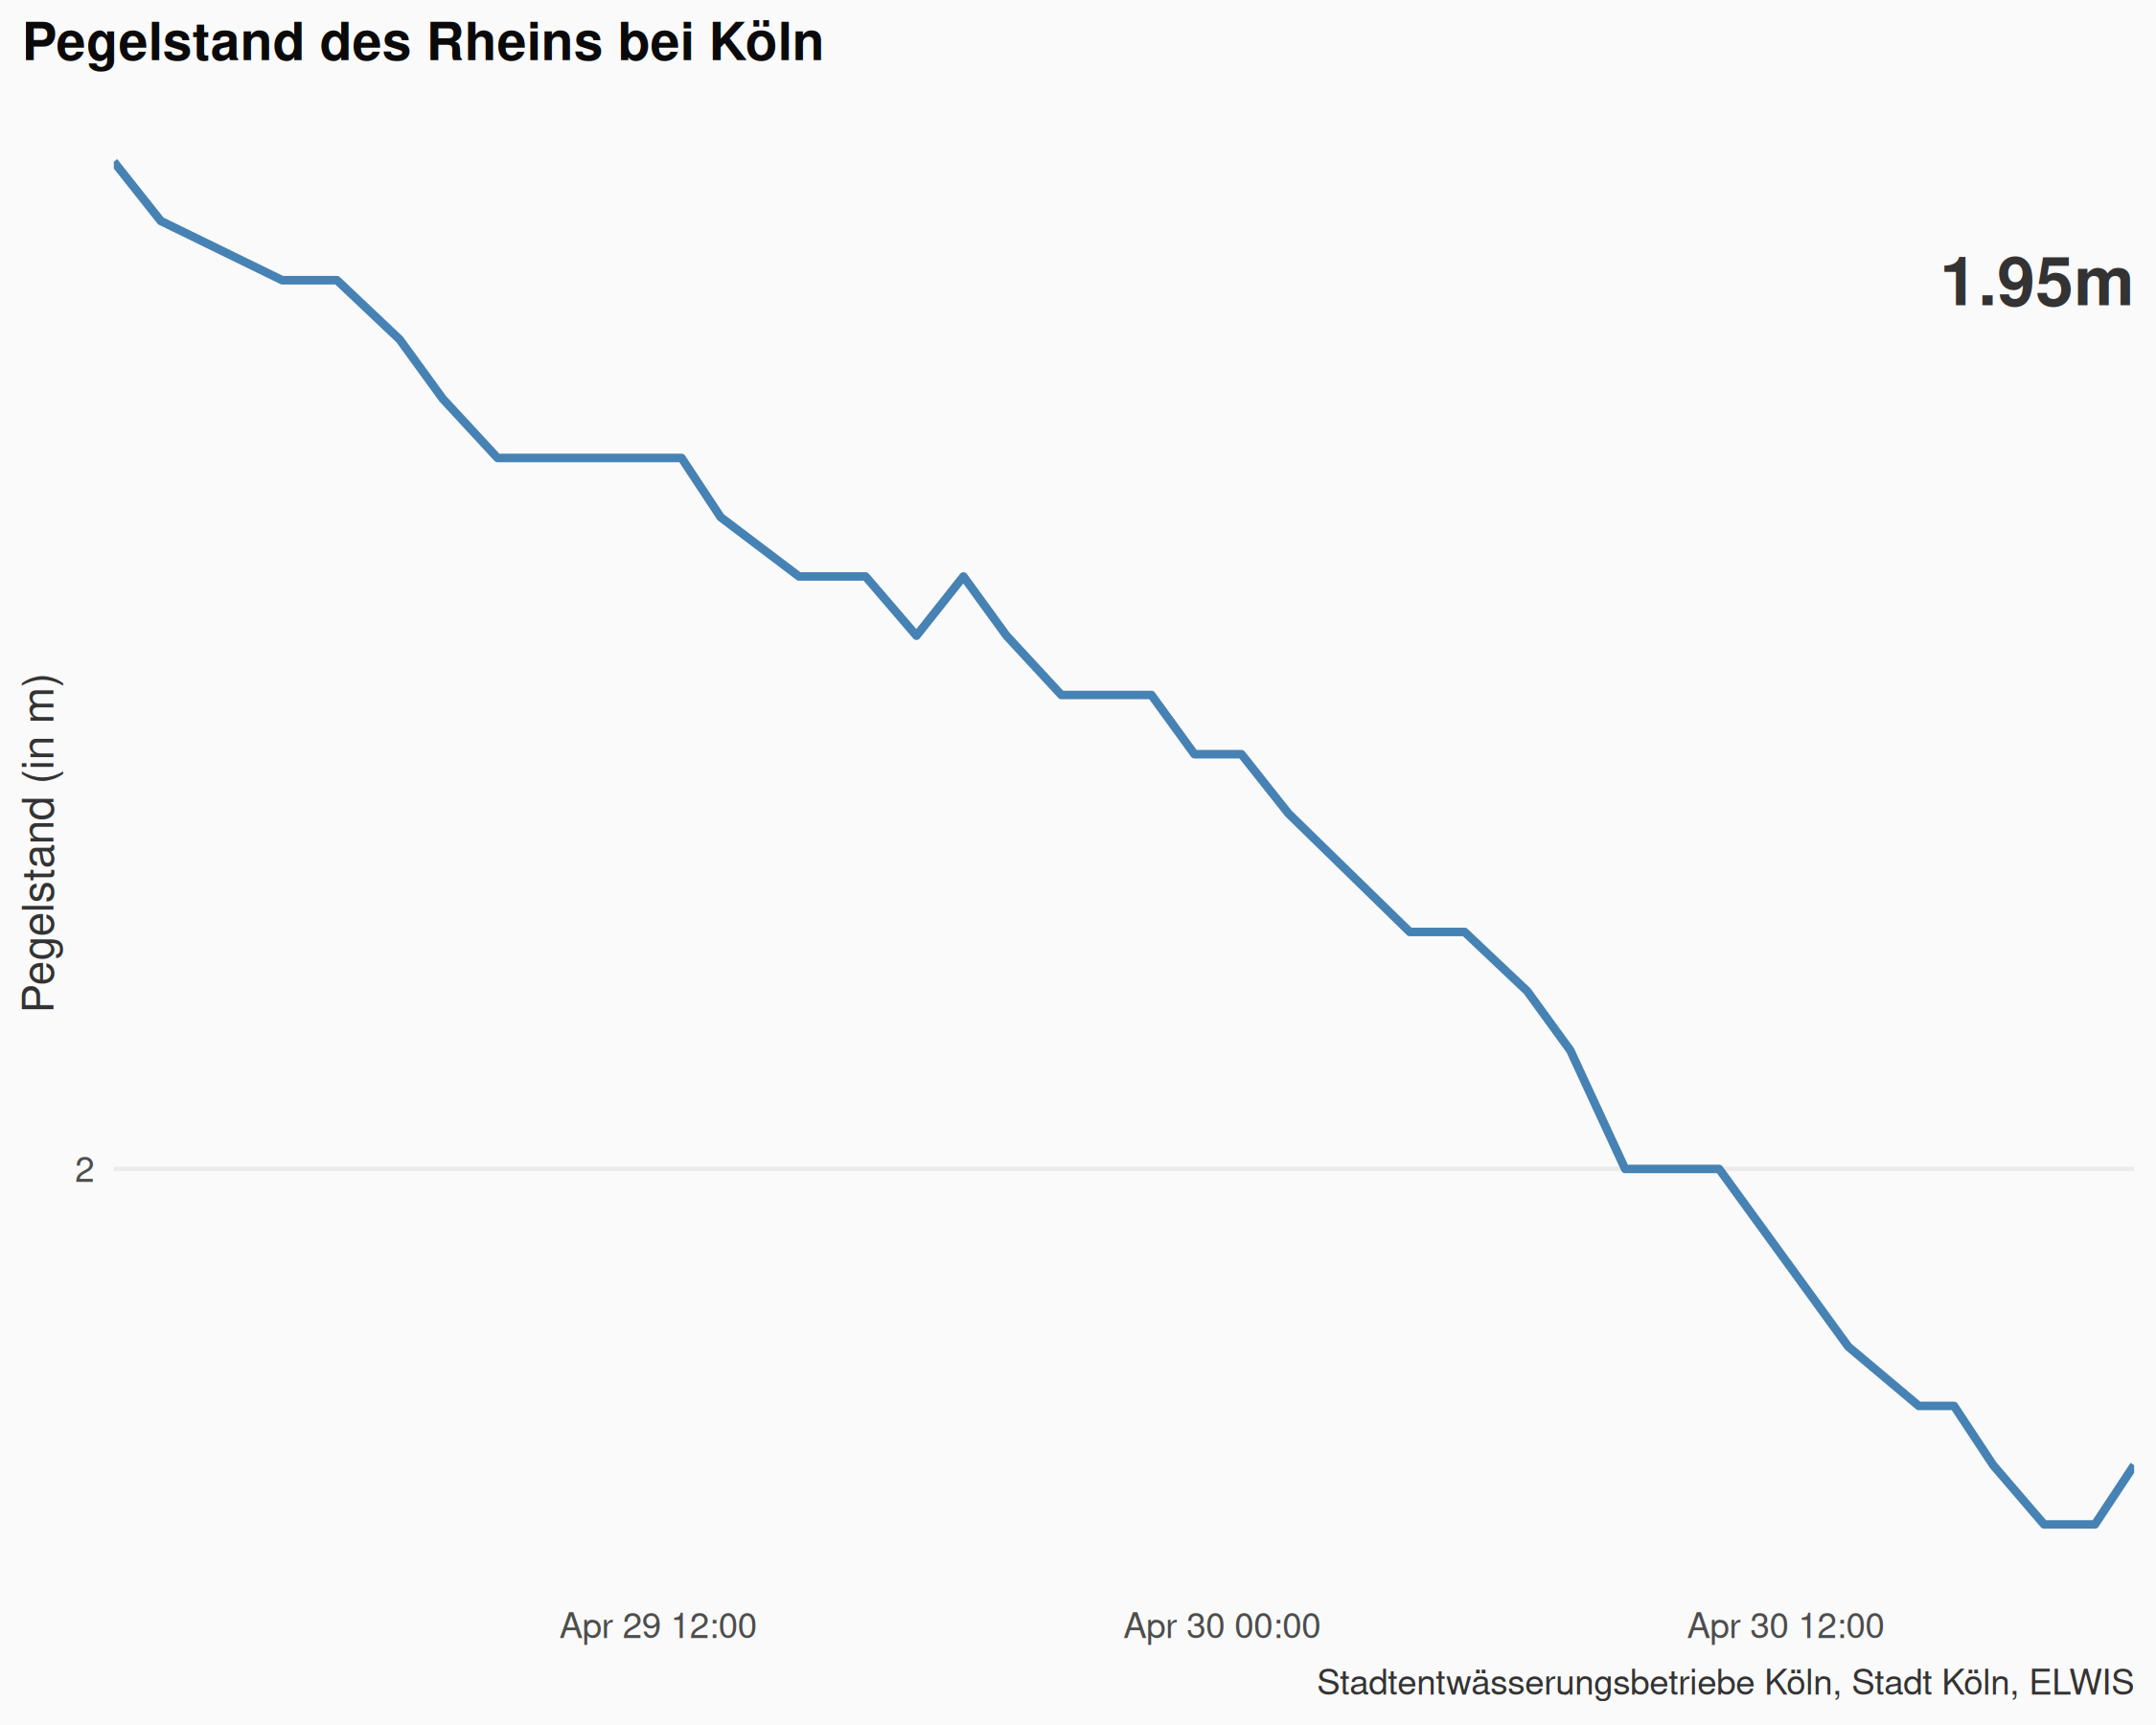 Pegelstand des Rheins bei Köln
1.95m
Pegelstand (in m)
2
Apr 29 12:00
Apr 30 00:00
Apr 30 12:00
Stadtentwässerungsbetriebe Köln, Stadt Köln, ELWIS